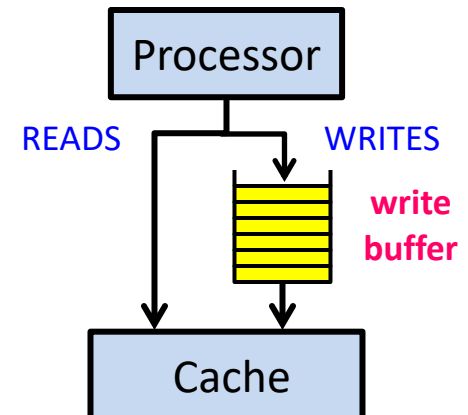 Processor
READS
WRITES
write
buffer
Cache